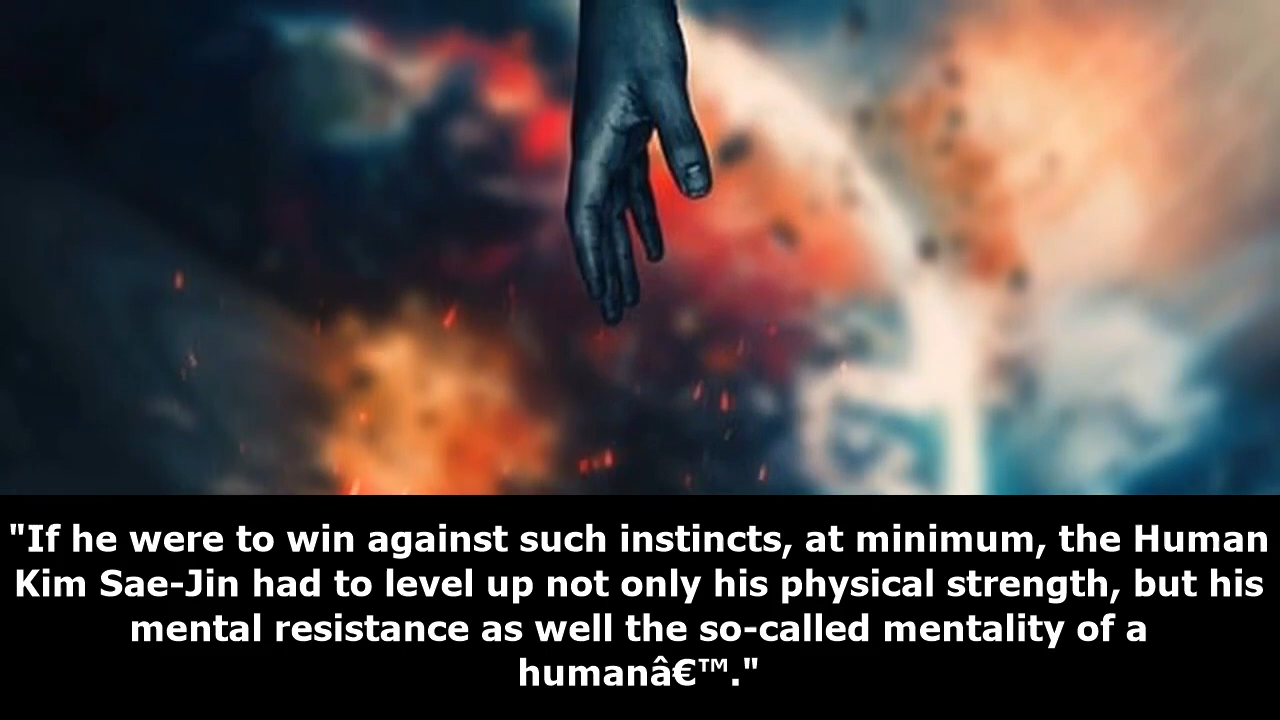 "If he were to win against such instincts, at minimum, the Human
Kim Sae-Jin had to level up not only his physical strength, but his
mental resistance as well the so-called mentality of a
humanâ€™."